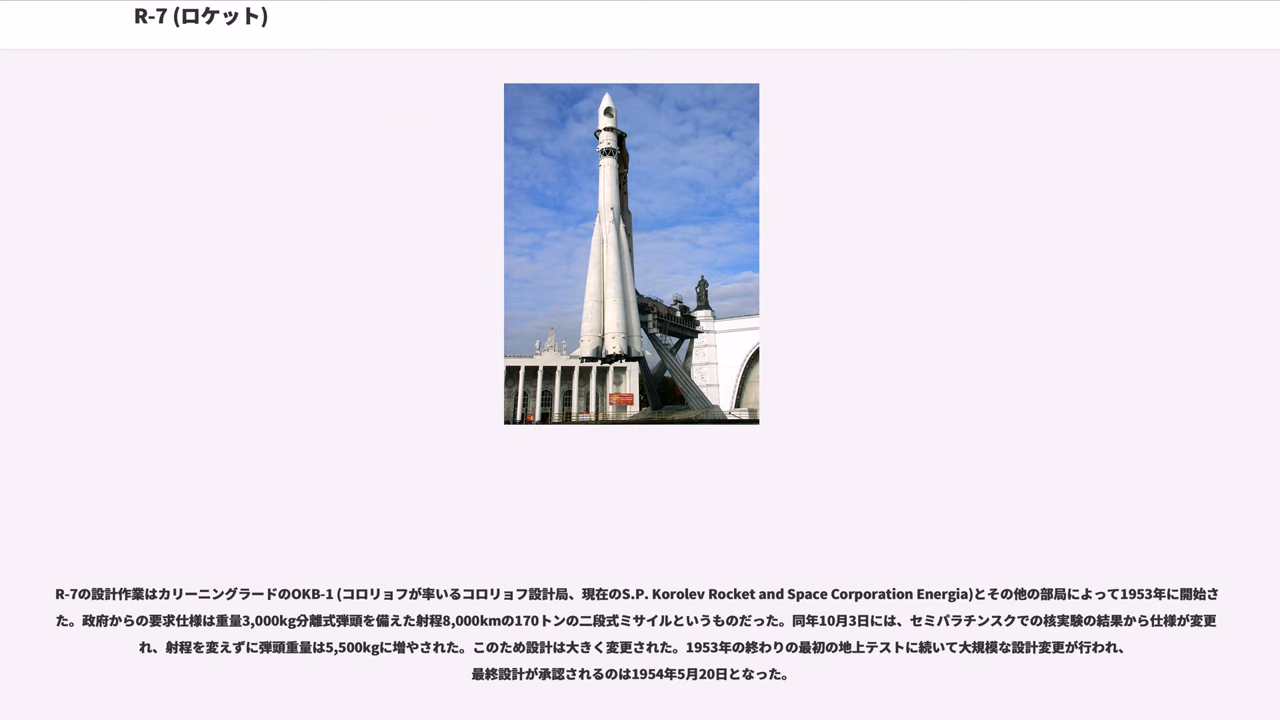 R-7 (ロケット)
R-7の設計作業はカリーニングラードのOKB-1 (コロリョフが率いるコロリョフ設計局、現在のS.P. Korolev Rocket and Space Corporation Energia)とその他の部局によって1953年に開始さ
た。政府からの要求仕様は重量3,000kg分離式弾頭を備えた射程8,000kmの170トンの二段式ミサイルというものだった。同年10月3日には、セミパラチンスクでの核実験の結果から仕様が変更
れ、射程を変えずに弾頭重量は5,500kgに増やされた。このため設計は大きく変更された。1953年の終わりの最初の地上テストに続いて大規模な設計変更が行われ、
最終設計が承認されるのは1954年5月20日となった。